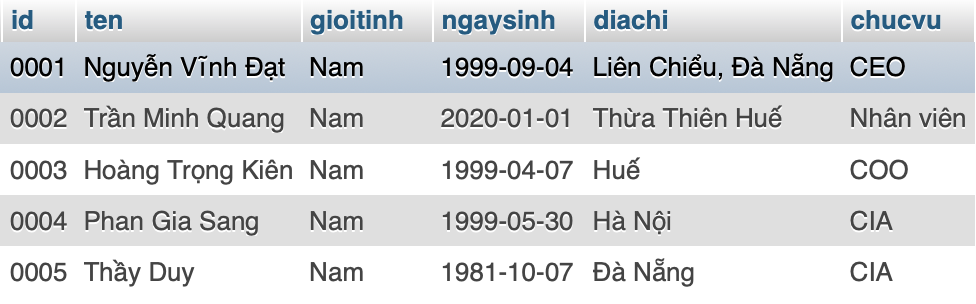 id ten gioitinh ngaysinh diachi chucvu
0001 Nguyễn Vĩnh Đạt Nam 1999-09-04 Liên Chiểu, Đà Nẵng CEO
0002 Trần Minh Quang Nam 2020-01-01 Thừa Thiên Huế Nhân viên
0003 Hoàng Trọng Kiên Nam 1999-04-07 Huế COO
0004 Phan Gia Sang Nam 1999-05-30 Hà Nội CIA
0005 Thầy Duy Nam 1981-10-07 Đà Nẵng CIA